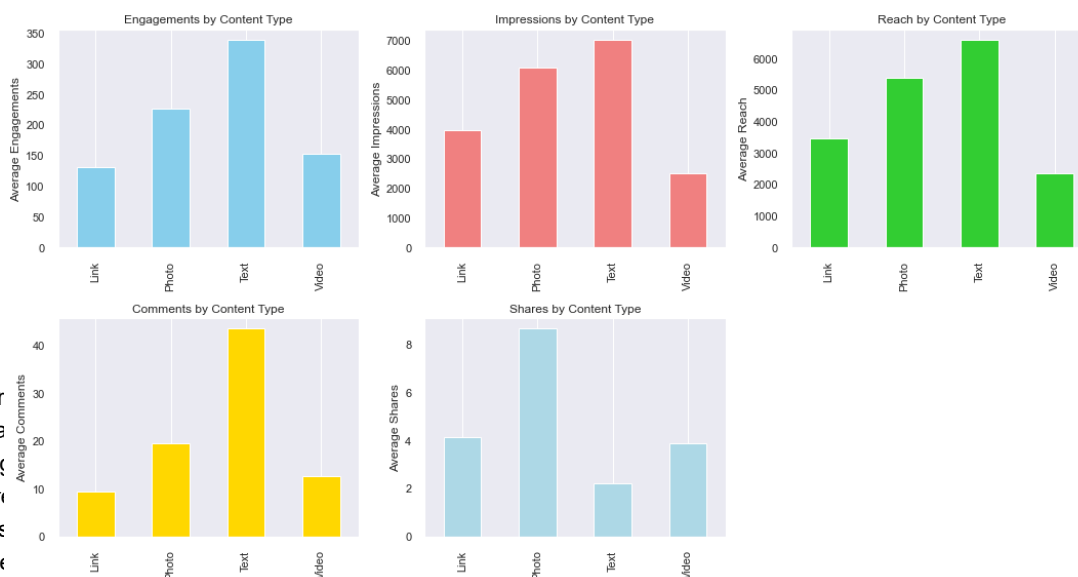 Engagements by Content Type
Average Engagements
350
300
250
200
150
100
50
0
Link
Photo
Text
Video
Impressions by Content Type
Average Impressions
7000
6000
5000
4000
3000
2000
1000
0
Link
Photo
Text
Video
Reach by Content Type
Average Reach
6000
5000
4000
3000
2000
1000
0
Link
Photo
Text
Video
Comments by Content Type
Average Comments
40
30
20
10
0
Link
Photo
Text
Video
Shares by Content Type
Average Shares
8
6
4
2
0
Link
Photo
Text
Video